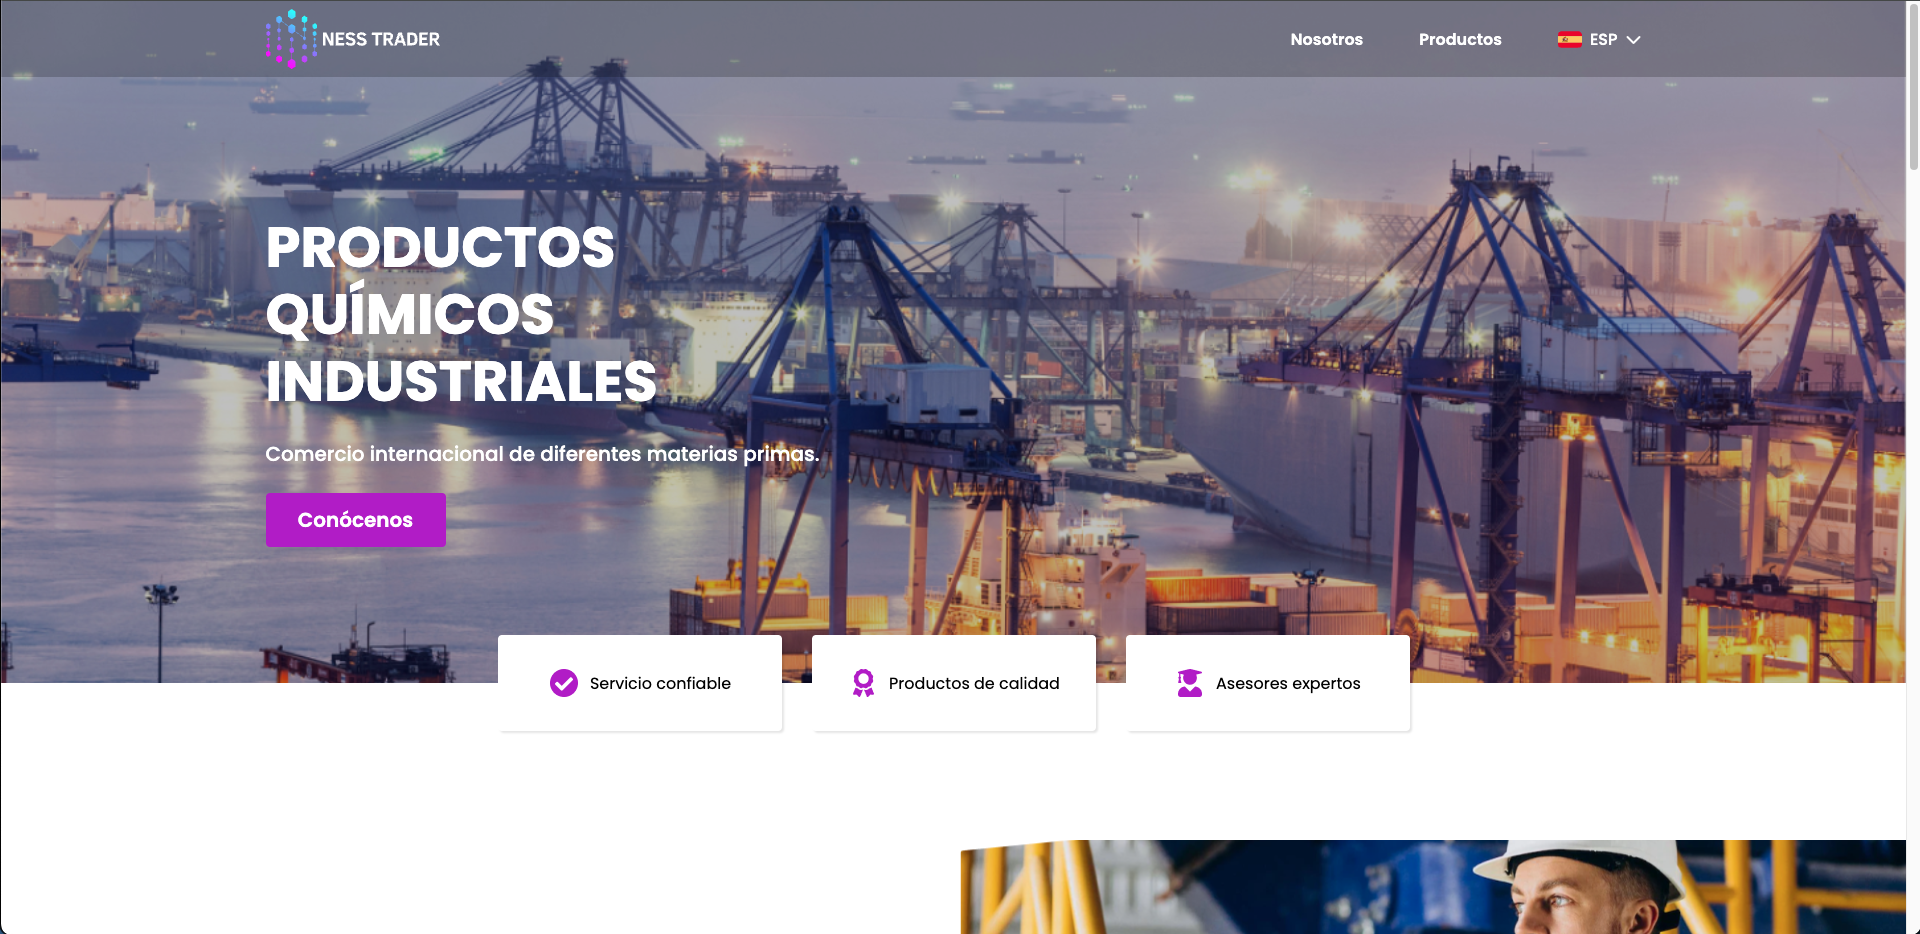 NESS TRADER
Nosotros
Productos
ESP
PRODUCTOS
QUÍMICOS
INDUSTRIALES
Comercio internacional de diferentes materias primas.
Conócenos
Servicio confiable
Productos de calidad
Asesores expertos